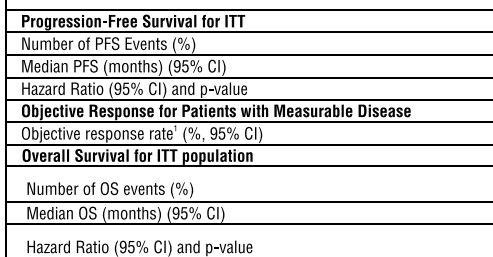 Progression-Free Survival for ITT
Number of PFS Events (%)
Median PFS (months) (95% CI)
Hazard Ratio (95% CI) and p-value
Objective Response for Patients with Measurable Disease
Objective response rate¹ (%, 95% CI)
Overall Survival for ITT population
Number of OS events (%)
Median OS (months) (95% CI)
Hazard Ratio (95% CI) and p-value